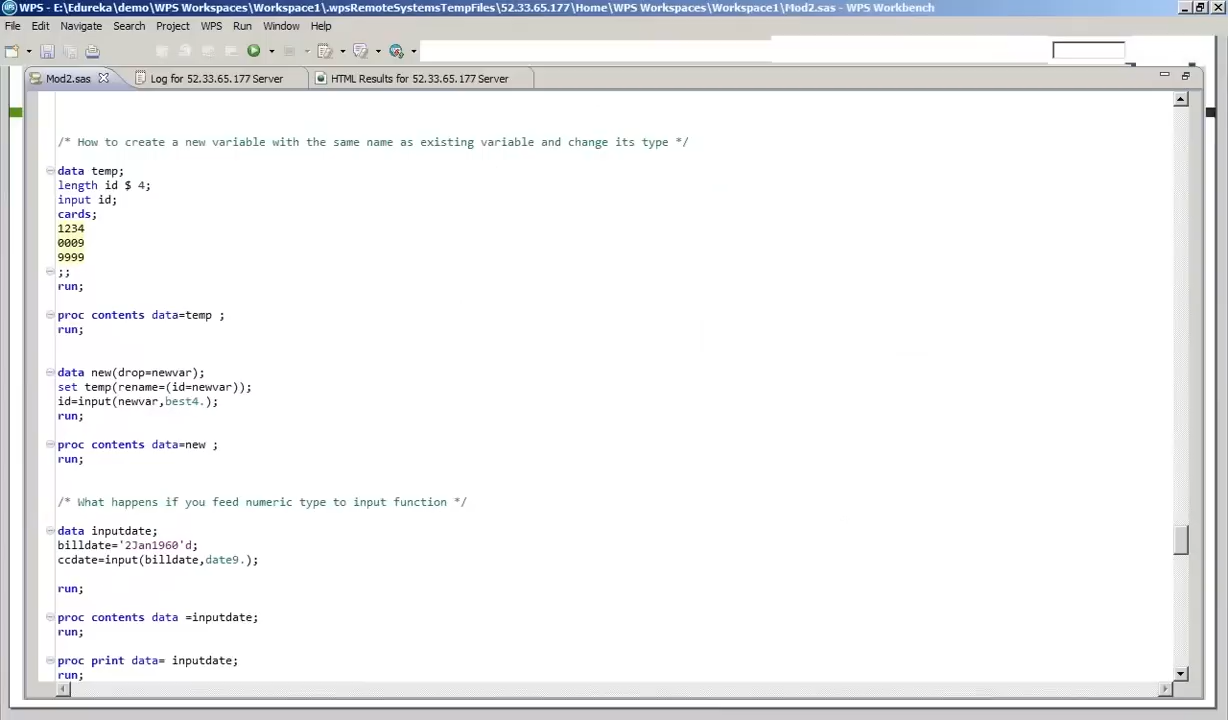 WPS - E:\Edureka\demo\WPS Workspaces\Workspace1\.wpsRemoteSystemsTempFiles\52.33.65.177\Home\WPS Workspaces\Workspace1\Mod2.sas - WPS Workbench
File Edit Navigate Search Project WPS Run Window Help
Mod2.sas Log for 52.33.65.177 Server HTML Results for 52.33.65.177 Server
/* How to create a new variable with the same name as existing variable and change its type */
data temp;
length id $ 4;
input id;
cards;
1234
0009
9999
;;
run;
proc contents data=temp ;
run;
data new(drop=newvar);
set temp(rename=(id=newvar));
id=input(newvar,best4.);
run;
proc contents data=new ;
run;
/* What happens if you feed numeric type to input function */
data inputdate;
billdate='2Jan1960'd;
ccdate=input(billdate,date9.);
run;
proc contents data =inputdate;
run;
proc print data= inputdate;
run;